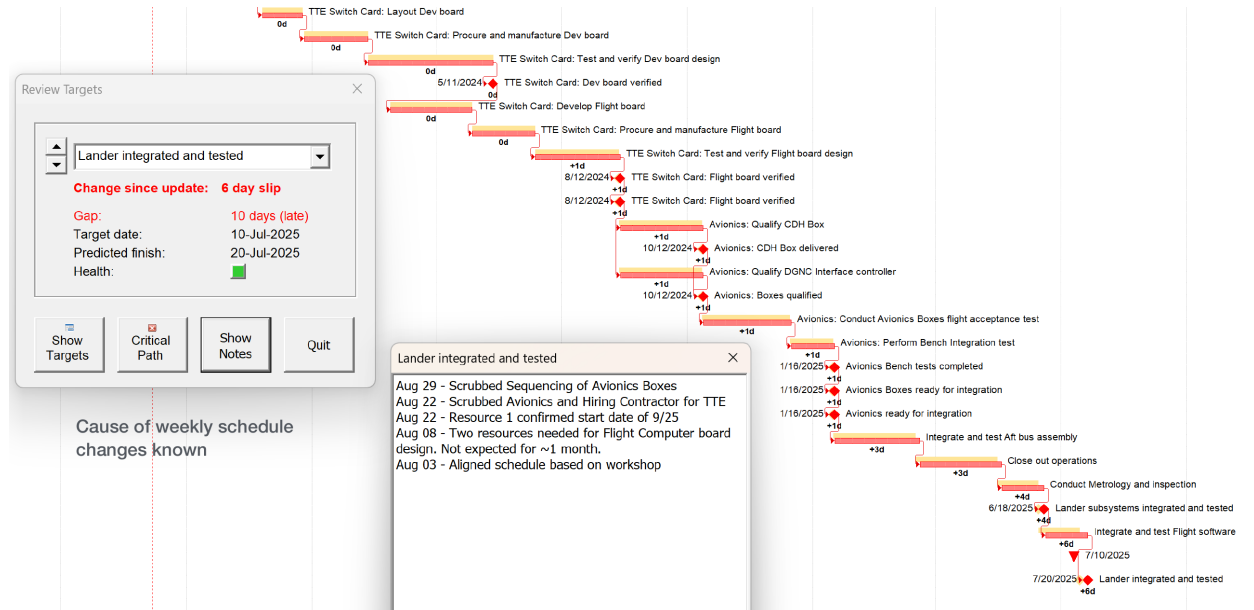 TTE Switch Card: Layout Dev board
0d
TTE Switch Card: Procure and manufacture Dev board
0d
TTE Switch Card: Test and verify Dev board design
0d
5/11/2024 TTE Switch Card: Dev board verified
0d
TTE Switch Card: Develop Flight board
0d
TTE Switch Card: Procure and manufacture Flight board
0d
TTE Switch Card: Test and verify Flight board design
+1d
8/12/2024 TTE Switch Card: Flight board verified
+1d
8/12/2024 TTE Switch Card: Flight board verified
+1d
Avionics: Qualify CDH Box
+1d
10/12/2024 Avionics: CDH Box delivered
+1d
Avionics: Qualify DGNC Interface controller
+1d
10/12/2024 Avionics: Boxes qualified
+1d
Avionics: Conduct Avionics Boxes flight acceptance test
+1d
Avionics: Perform Bench Integration test
+1d
1/16/2025 Avionics Bench tests completed
+1d
1/16/2025 Avionics Boxes ready for integration
+1d
1/16/2025 Avionics ready for integration
+1d
Integrate and test Aft bus assembly
+3d
Close out operations
+3d
Conduct Metrology and inspection
+4d
6/18/2025 Lander subsystems integrated and tested
+4d
Integrate and test Flight software
+6d
7/10/2025
7/20/2025 Lander integrated and tested
+6d
Review Targets
Lander integrated and tested
Change since update: 6 day slip
Gap: 10 days (late)
Target date: 10-Jul-2025
Predicted finish: 20-Jul-2025
Health:
Show Targets
Critical Path
Show Notes
Quit
Cause of weekly schedule
changes known
Lander integrated and tested
Aug 29 - Scrubbed Sequencing of Avionics Boxes
Aug 22 - Scrubbed Avionics and Hiring Contractor for TTE
Aug 22 - Resource 1 confirmed start date of 9/25
Aug 08 - Two resources needed for Flight Computer board
design. Not expected for ~1 month.
Aug 03 - Aligned schedule based on workshop